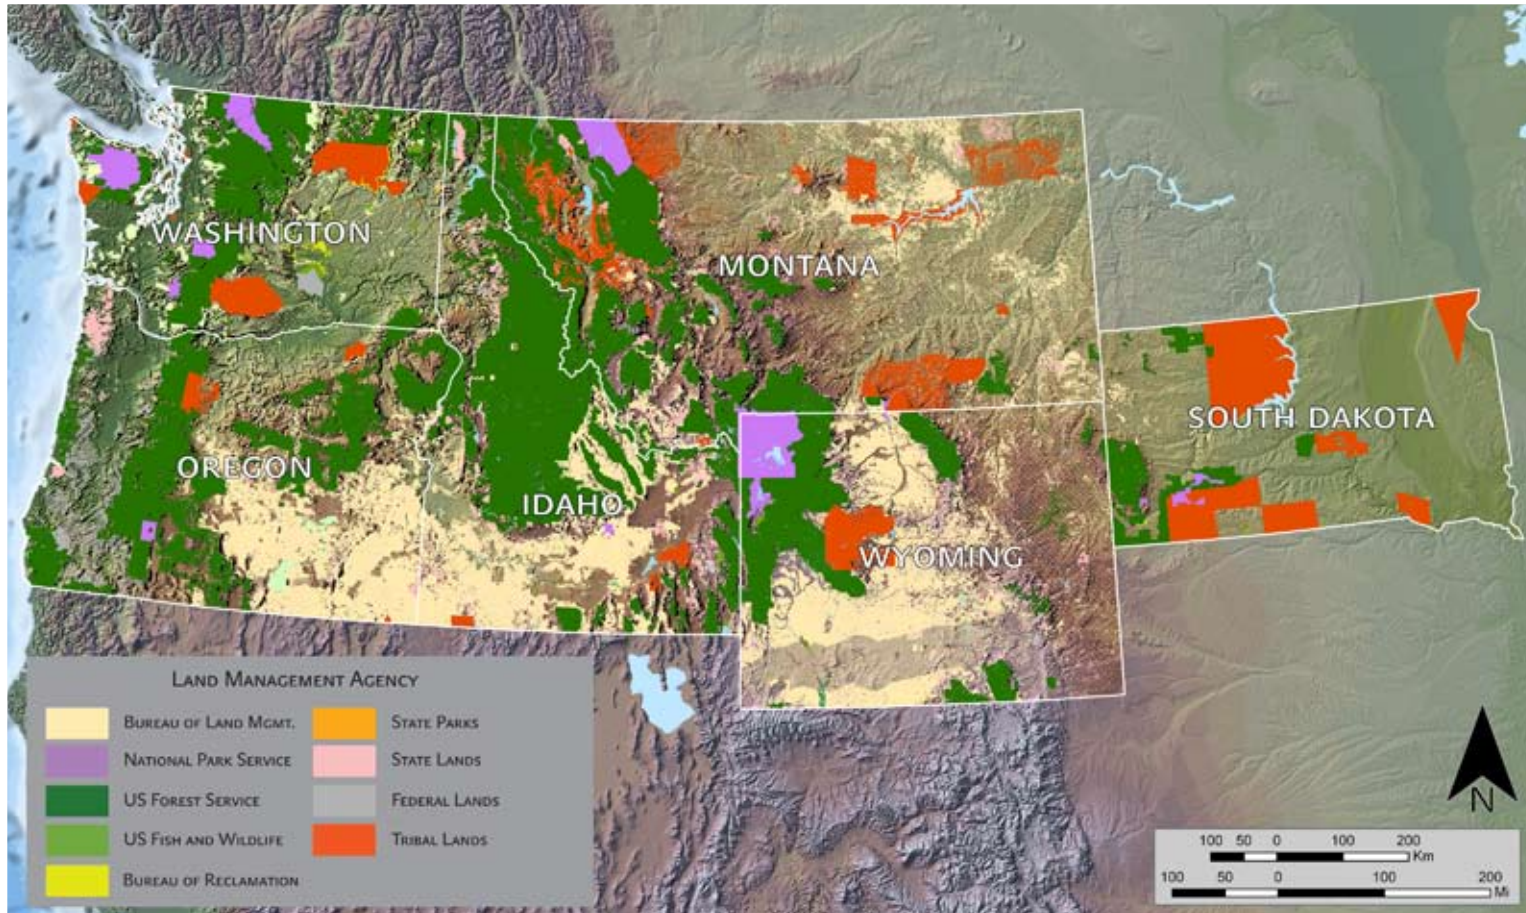 WASHINGTON
MONTANA
SOUTH DAKOTA
OREGON
IDAHO
WYOMING
LAND MANAGEMENT AGENCY
BUREAU OF LAND MGMT.
STATE PARKS
NATIONAL PARK SERVICE
STATE LANDS
US FOREST SERVICE
FEDERAL LANDS
US FISH AND WILDLIFE
TRIBAL LANDS
BUREAU OF RECLAMATION
N
100 50 0 100 200
Km
100 50 0 100 200
Mi